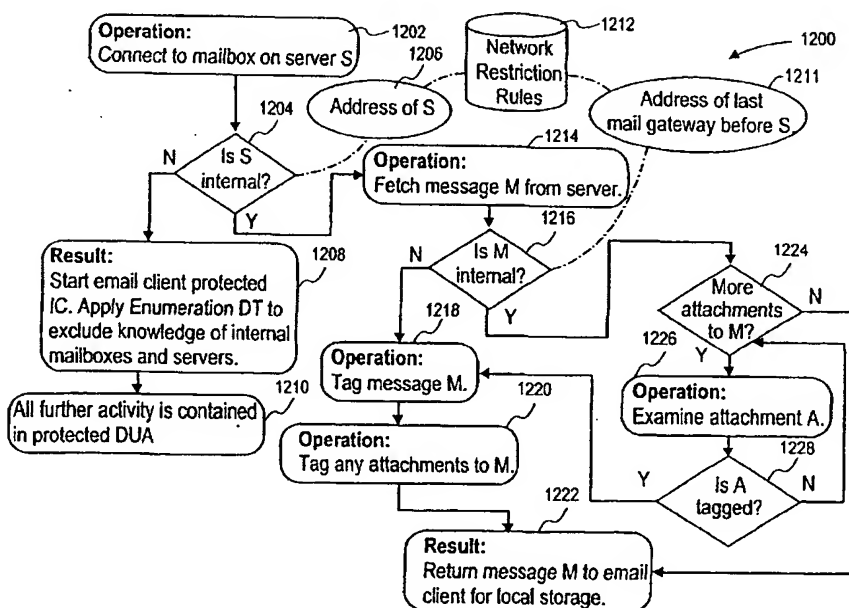 Operation:
Connect to mailbox on server S
1202
1206
Address of S
1212
Network
Restriction
Rules
1200
1211
Address of last
mail gateway before S.
1204
Is S
internal?
N
Y
1214
Operation:
Fetch message M from server.
1216
Is M
internal?
N
Y
1208
Result:
Start email client protected
IC. Apply Enumeration DT to
exclude knowledge of internal
mailboxes and servers.
1210
All further activity is contained
in protected DUA
1218
Operation:
Tag message M.
1220
Operation:
Tag any attachments to M.
1224
More
attachments
to M?
N
Y
1226
Operation:
Examine attachment A.
1228
Is A
tagged?
Y
N
1222
Result:
Return message M to email
client for local storage.